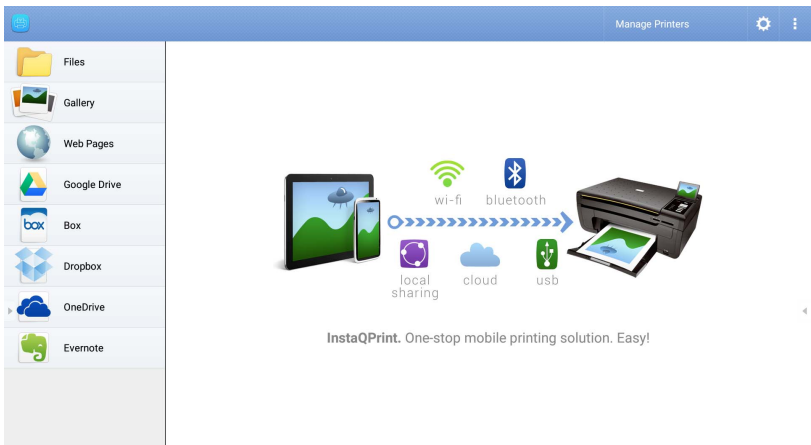 Manage Printers
Files
Gallery
Web Pages
Google Drive
box
Box
Dropbox
OneDrive
Evernote
wi-fi
bluetooth
local
sharing
cloud
usb
InstaQPrint. One-stop mobile printing solution. Easy!